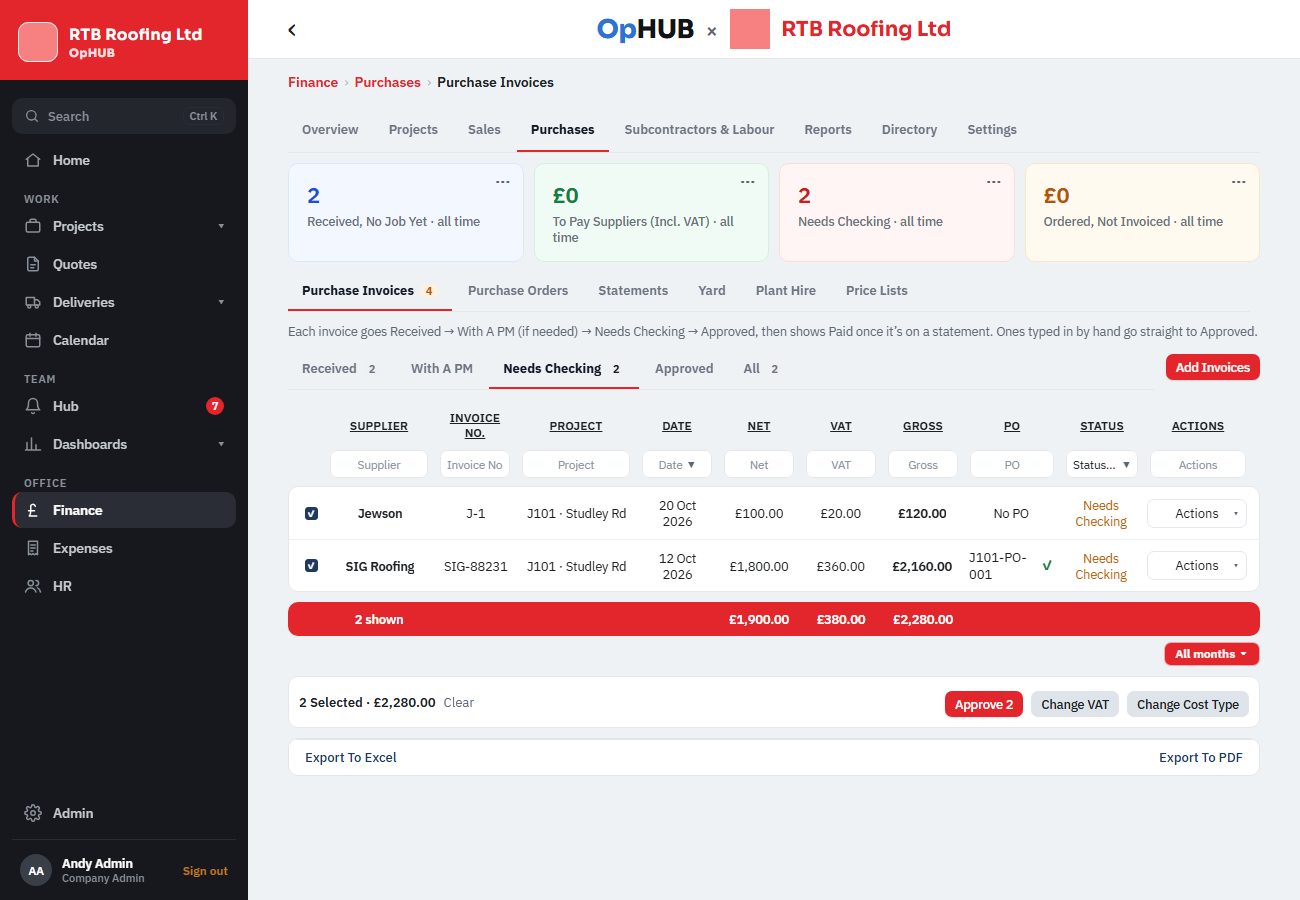 RTB Roofing Ltd
OpHUB
Search Ctrl K
Home
WORK
Projects
Quotes
Deliveries
Calendar
TEAM
Hub 7
Dashboards
OFFICE
Finance
Expenses
HR
Admin
AA Andy Admin
Company Admin
Sign out
OpHUB × RTB Roofing Ltd
Finance › Purchases › Purchase Invoices
Overview Projects Sales Purchases Subcontractors & Labour Reports Directory Settings
2
Received, No Job Yet · all time
£0
To Pay Suppliers (Incl. VAT) · all
time
2
Needs Checking · all time
£0
Ordered, Not Invoiced · all time
Purchase Invoices 4 Purchase Orders Statements Yard Plant Hire Price Lists
Each invoice goes Received → With A PM (if needed) → Needs Checking → Approved, then shows Paid once it's on a statement. Ones typed in by hand go straight to Approved.
Received 2 With A PM Needs Checking 2 Approved All 2 Add Invoices
SUPPLIER INVOICE NO. PROJECT DATE NET VAT GROSS PO STATUS ACTIONS
Supplier Invoice No Project Date Net VAT Gross PO Status... Actions
Jewson J-1 J101 · Studley Rd 20 Oct 2026 £100.00 £20.00 £120.00 No PO Needs Checking Actions
SIG Roofing SIG-88231 J101 · Studley Rd 12 Oct 2026 £1,800.00 £360.00 £2,160.00 J101-PO-001 ✓ Needs Checking Actions
2 shown £1,900.00 £380.00 £2,280.00
All months
2 Selected · £2,280.00 Clear Approve 2 Change VAT Change Cost Type
Export To Excel Export To PDF